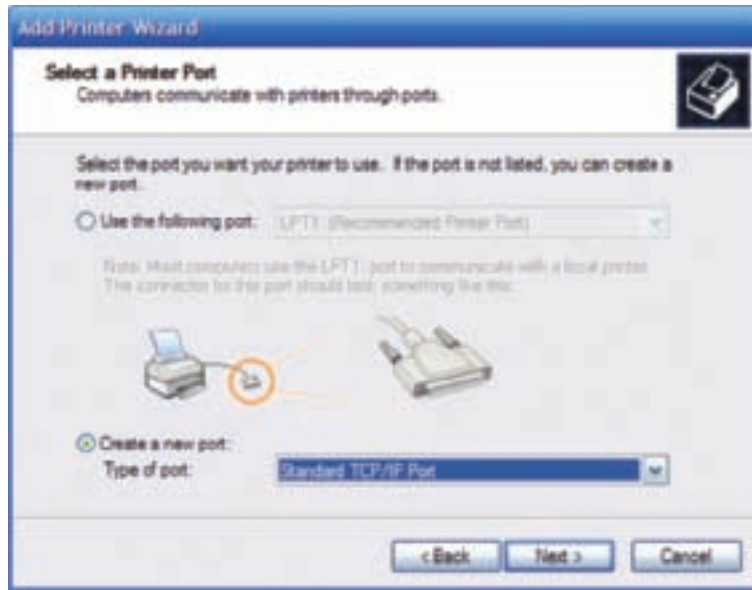 Add Printer Wizard
Select a Printer Port
Computers communicate with printers through ports.
Select the port you want your printer to use. If the port is not listed, you can create a
new port.
Use the following port:
LPT1: (Recommended Printer Port)
Note: Most computers use the LPT1: port to communicate with a local printer.
The connector for this port should look something like this:
Create a new port:
Type of port:
Standard TCP/IP Port
< Back
Next >
Cancel